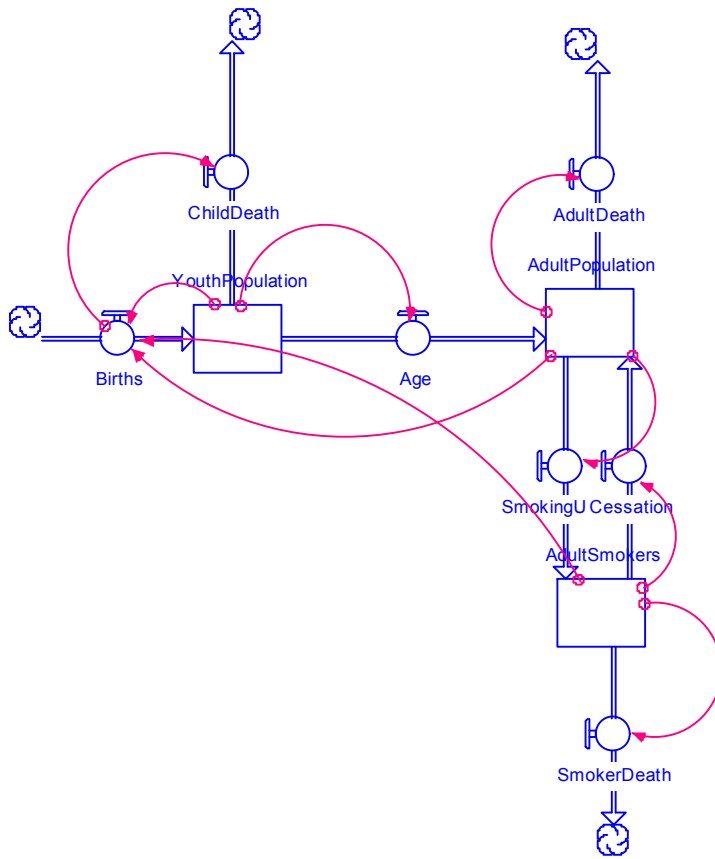 ChildDeath
AdultDeath
YouthPopulation
AdultPopulation
Births
Age
SmokingU
Cessation
AdultSmokers
SmokerDeath